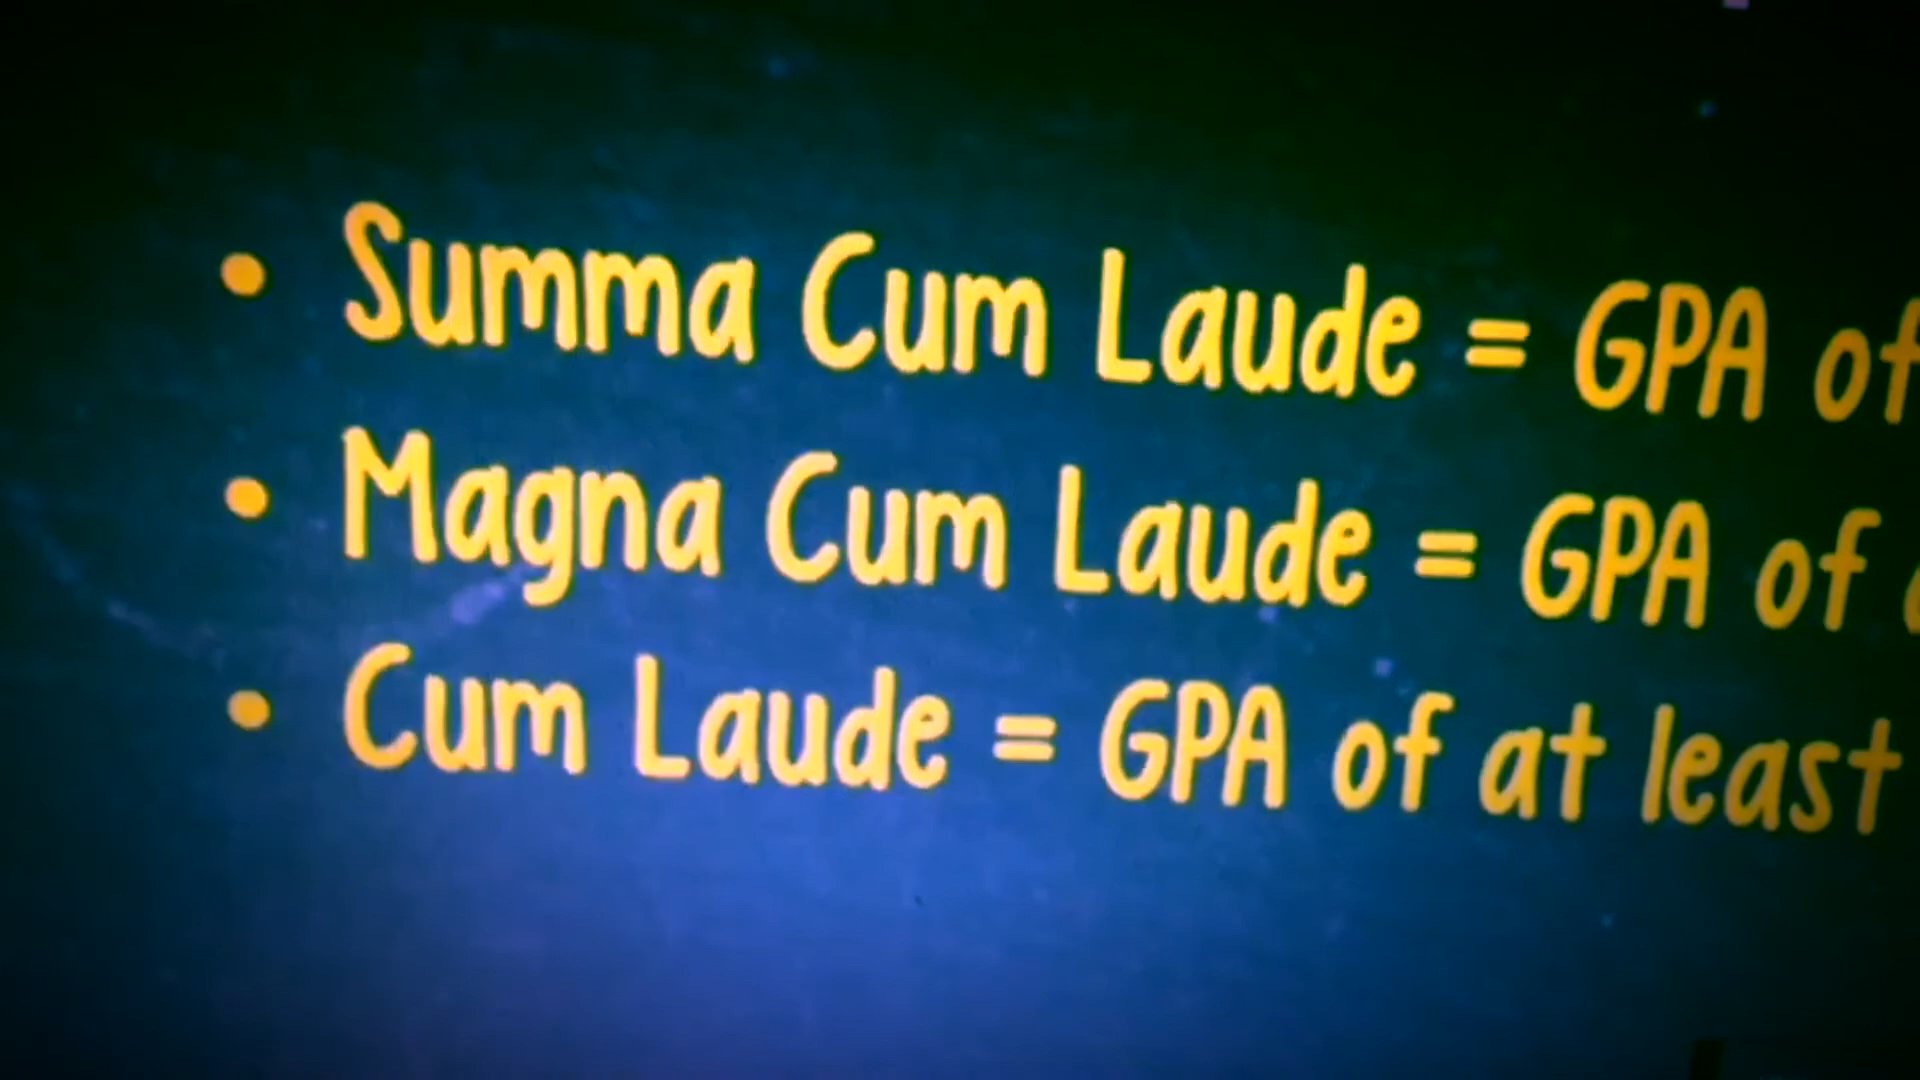 • Summa Cum Laude = GPA of
• Magna Cum Laude = GPA of
• Cum Laude = GPA of at least